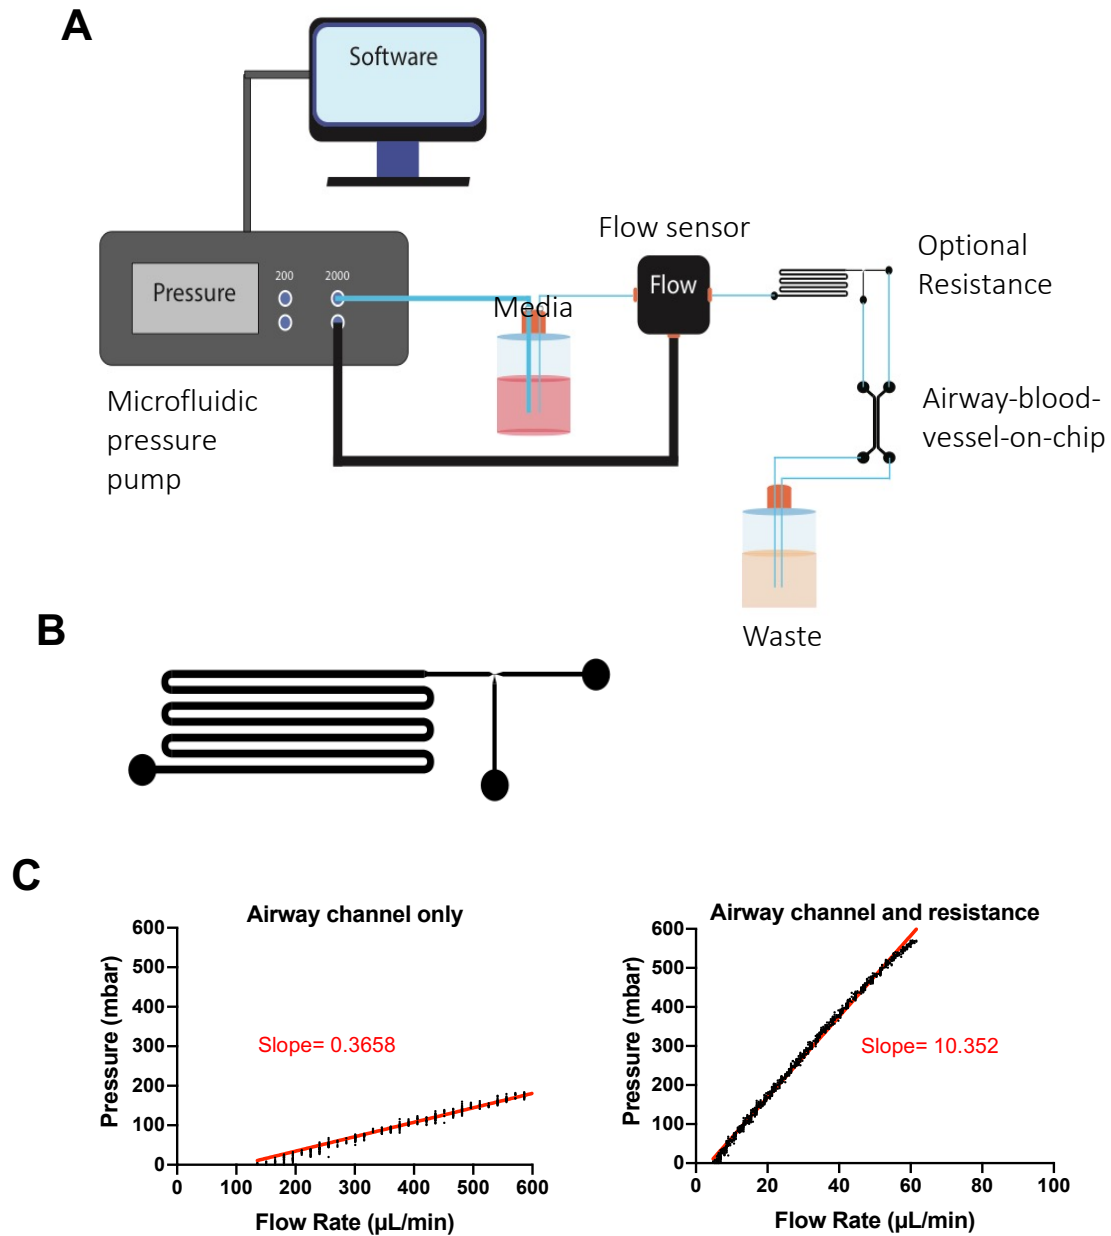 A
Software
Flow sensor
Optional
Resistance
200
2000
Pressure
Flow
Media
Microfluidic
pressure
pump
Airway-blood-
vessel-on-chip
Waste
B
C
Airway channel only
600
500
400
300
200
100
0
Pressure (mbar)
Slope= 0.3658
0
100
200
300
400
500
600
Flow Rate (µL/min)
Airway channel and resistance
600
500
400
300
200
100
0
Pressure (mbar)
Slope= 10.352
0
20
40
60
80
100
Flow Rate (µL/min)